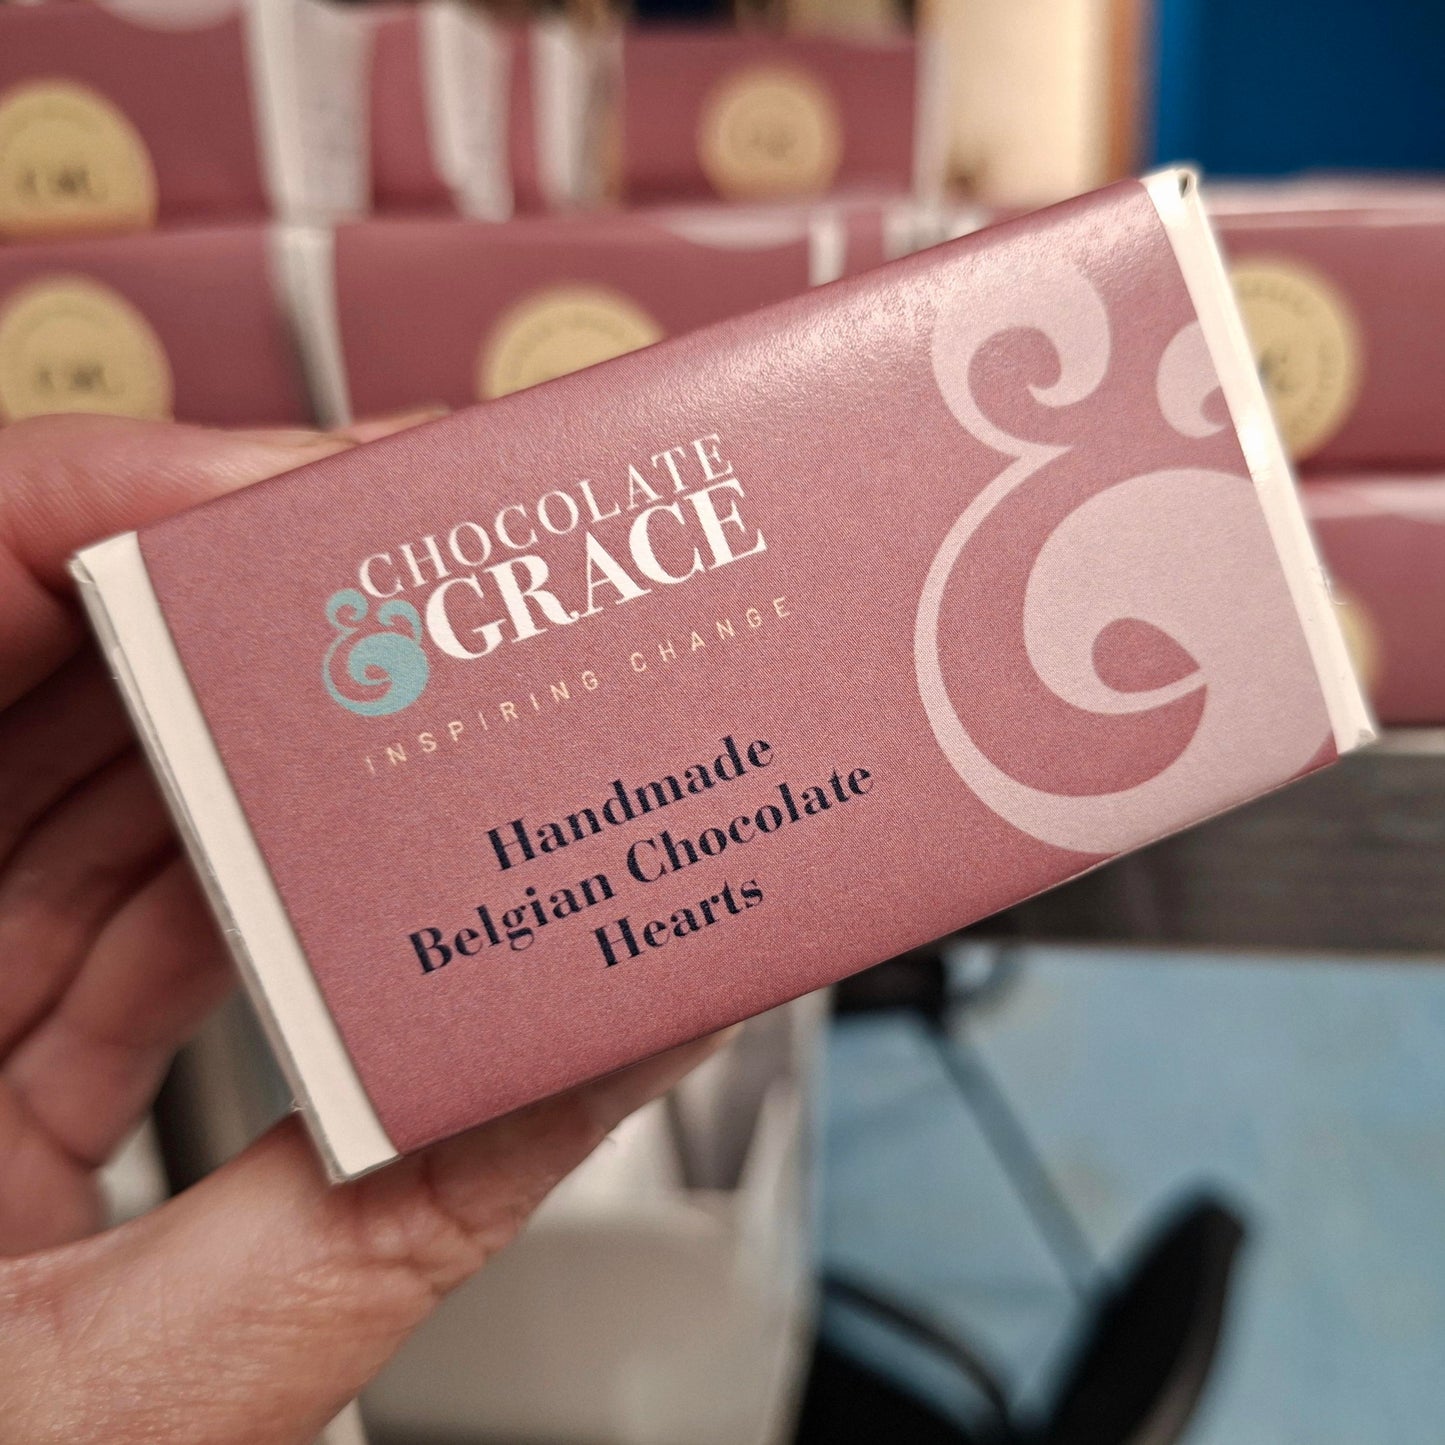 CHOCOLATE
& GRACE
INSPIRING CHANGE
Handmade
Belgian Chocolate
Hearts
&